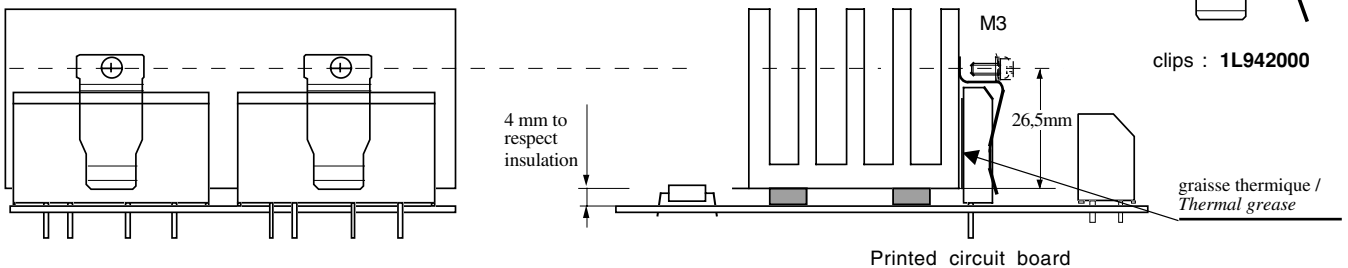 M3
clips : 1L942000
4 mm to
respect
insulation
26,5mm
graisse thermique /
Thermal grease
Printed circuit board